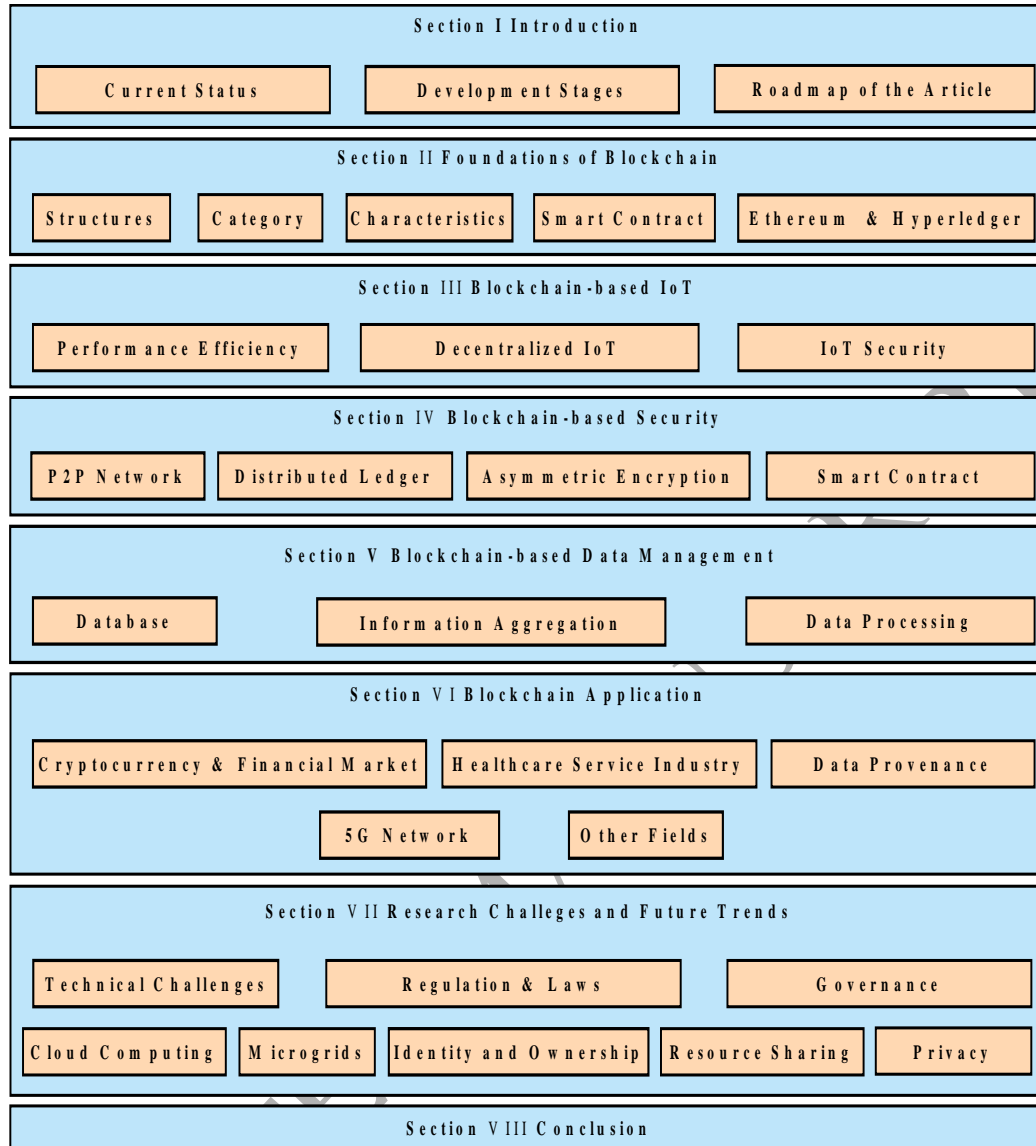 Section I Introduction
Current Status Development Stages Roadmap of the Article
Section II Foundations of Blockchain
Structures Category Characteristics Smart Contract Ethereum & Hyperledger
Section III Blockchain-based IoT
Performance Efficiency Decentralized IoT IoT Security
Section IV Blockchain-based Security
P2P Network Distributed Ledger Asymmetric Encryption Smart Contract
Section V Blockchain-based Data Management
Database Information Aggregation Data Processing
Section VI Blockchain Application
Cryptocurrency & Financial Market Healthcare Service Industry Data Provenance
5G Network Other Fields
Section VII Research Challeges and Future Trends
Technical Challenges Regulation & Laws Governance
Cloud Computing Microgrids Identity and Ownership Resource Sharing Privacy
Section VIII Conclusion